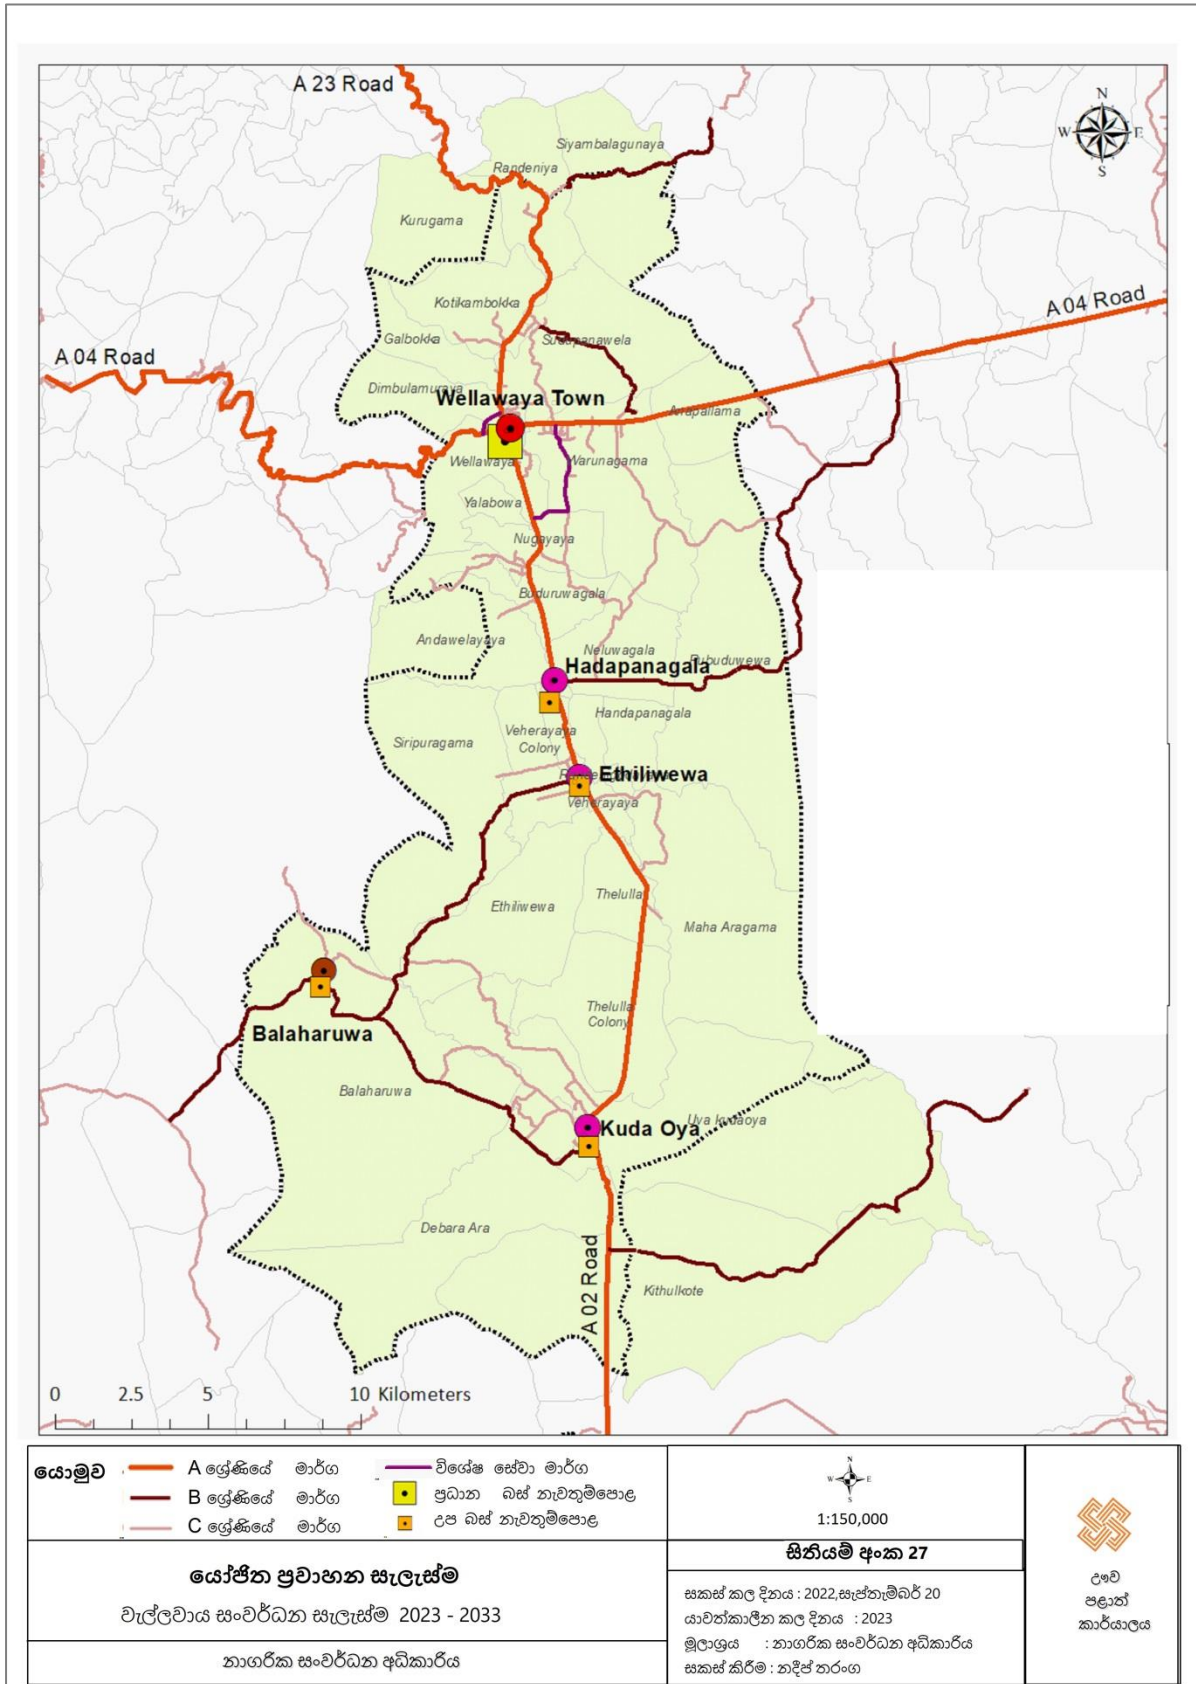 A 23 Road
N
W
E
S
Siyambalagunaya
Randeniya
Kurugama
Kotikambokka
A 04 Road
Galbokka
Sudupanawela
A 04 Road
Dimbulamuraya
Wellawaya Town
Anapallama
Wellawaya
Warunagama
Yalabowa
Nugayaya
Buduruwagala
Andawelayaya
Neluwagala
Pubuduwewa
Hadapanagala
Handapanagala
Veherayaya
Colony
Siripuragama
Ethiliwewa
Veherayaya
Thelulla
Ethiliwewa
Maha Aragama
Thelulla
Colony
Balaharuwa
Balaharuwa
Uva kudaoya
Kuda Oya
Debara Ara
A 02 Road
Kithulkote
0 2.5 5 10 Kilometers
යොමුව
A ශ්‍රේණියේ මාර්ග
B ශ්‍රේණියේ මාර්ග
C ශ්‍රේණියේ මාර්ග
විශේෂ සේවා මාර්ග
ප්‍රධාන බස් නැවතුම්පොළ
උප බස් නැවතුම්පොළ
N
W
E
S
1:150,000
යෝජිත ප්‍රවාහන සැලැස්ම
වැල්ලවාය සංවර්ධන සැලැස්ම 2023 - 2033
නාගරික සංවර්ධන අධිකාරිය
සිතියම් අංක 27
සකස් කල දිනය : 2022,සැප්තැම්බර් 20
යාවත්කාලීන කල දිනය : 2023
මූලාශ්‍රය : නාගරික සංවර්ධන අධිකාරිය
සකස් කිරීම : නදීප් තරංග
ඌව
පළාත්
කාර්යාලය